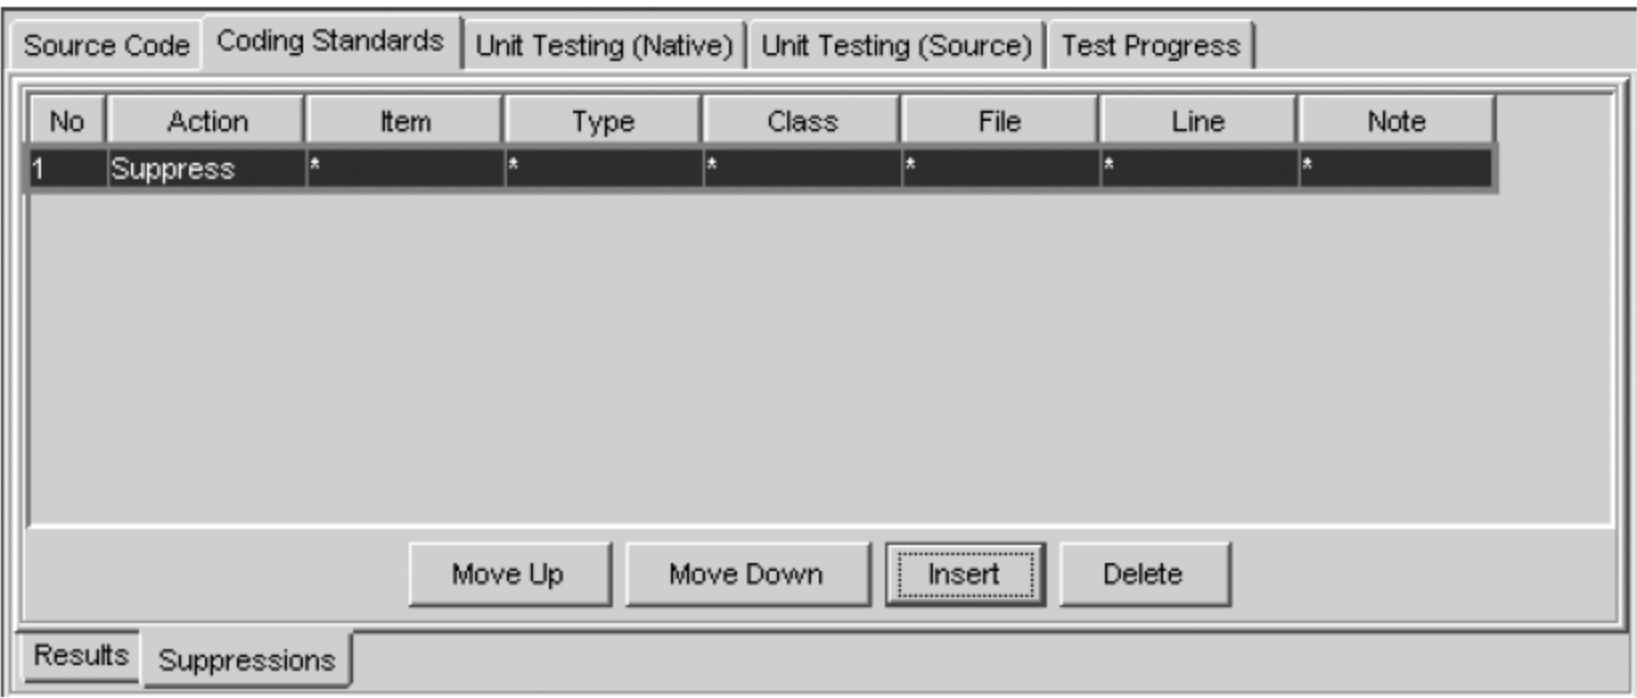 Source Code Coding Standards Unit Testing (Native) Unit Testing (Source) Test Progress
No Action Item Type Class File Line Note
1 Suppress * * * * * *
Move Up Move Down Insert Delete
Results Suppressions